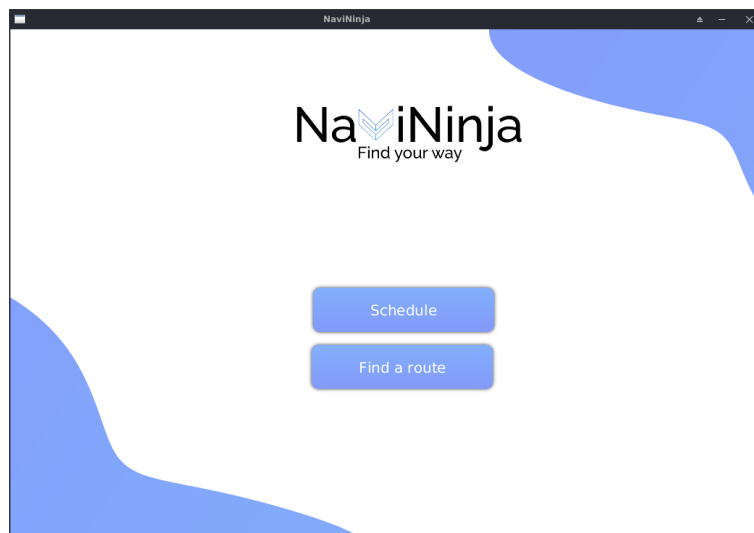 NaviNinja
NaviNinja
Find your way
Schedule
Find a route